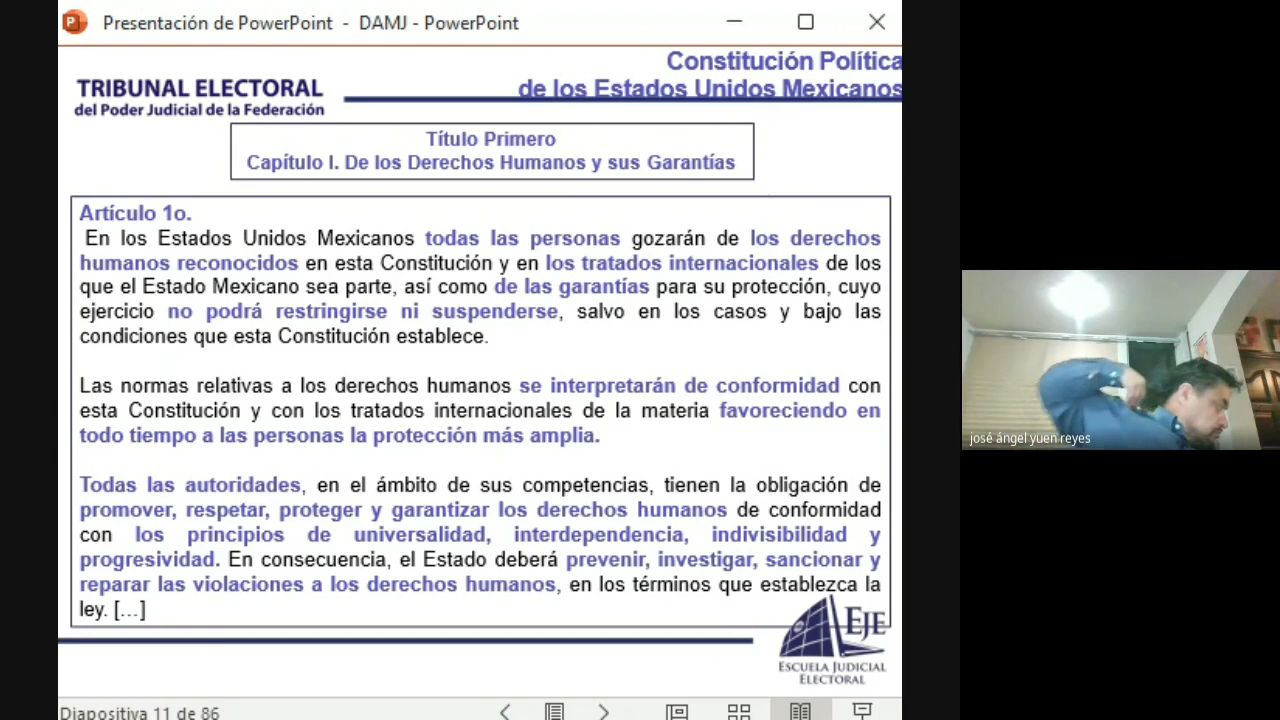 Presentación de PowerPoint - DAMJ - PowerPoint
Constitución Política
de los Estados Unidos Mexicanos
TRIBUNAL ELECTORAL
del Poder Judicial de la Federación
Título Primero
Capítulo I. De los Derechos Humanos y sus Garantías
Artículo 1o.
En los Estados Unidos Mexicanos todas las personas gozarán de los derechos
humanos reconocidos en esta Constitución y en los tratados internacionales de los
que el Estado Mexicano sea parte, así como de las garantías para su protección, cuyo
ejercicio no podrá restringirse ni suspenderse, salvo en los casos y bajo las
condiciones que esta Constitución establece.
Las normas relativas a los derechos humanos se interpretarán de conformidad con
esta Constitución y con los tratados internacionales de la materia favoreciendo en
todo tiempo a las personas la protección más amplia.
Todas las autoridades, en el ámbito de sus competencias, tienen la obligación de
promover, respetar, proteger y garantizar los derechos humanos de conformidad
con los principios de universalidad, interdependencia, indivisibilidad y
progresividad. En consecuencia, el Estado deberá prevenir, investigar, sancionar y
reparar las violaciones a los derechos humanos, en los términos que establezca la
ley. […]
EJE
ESCUELA JUDICIAL
ELECTORAL
Diapositiva 11 de 86
josé ángel yuen reyes